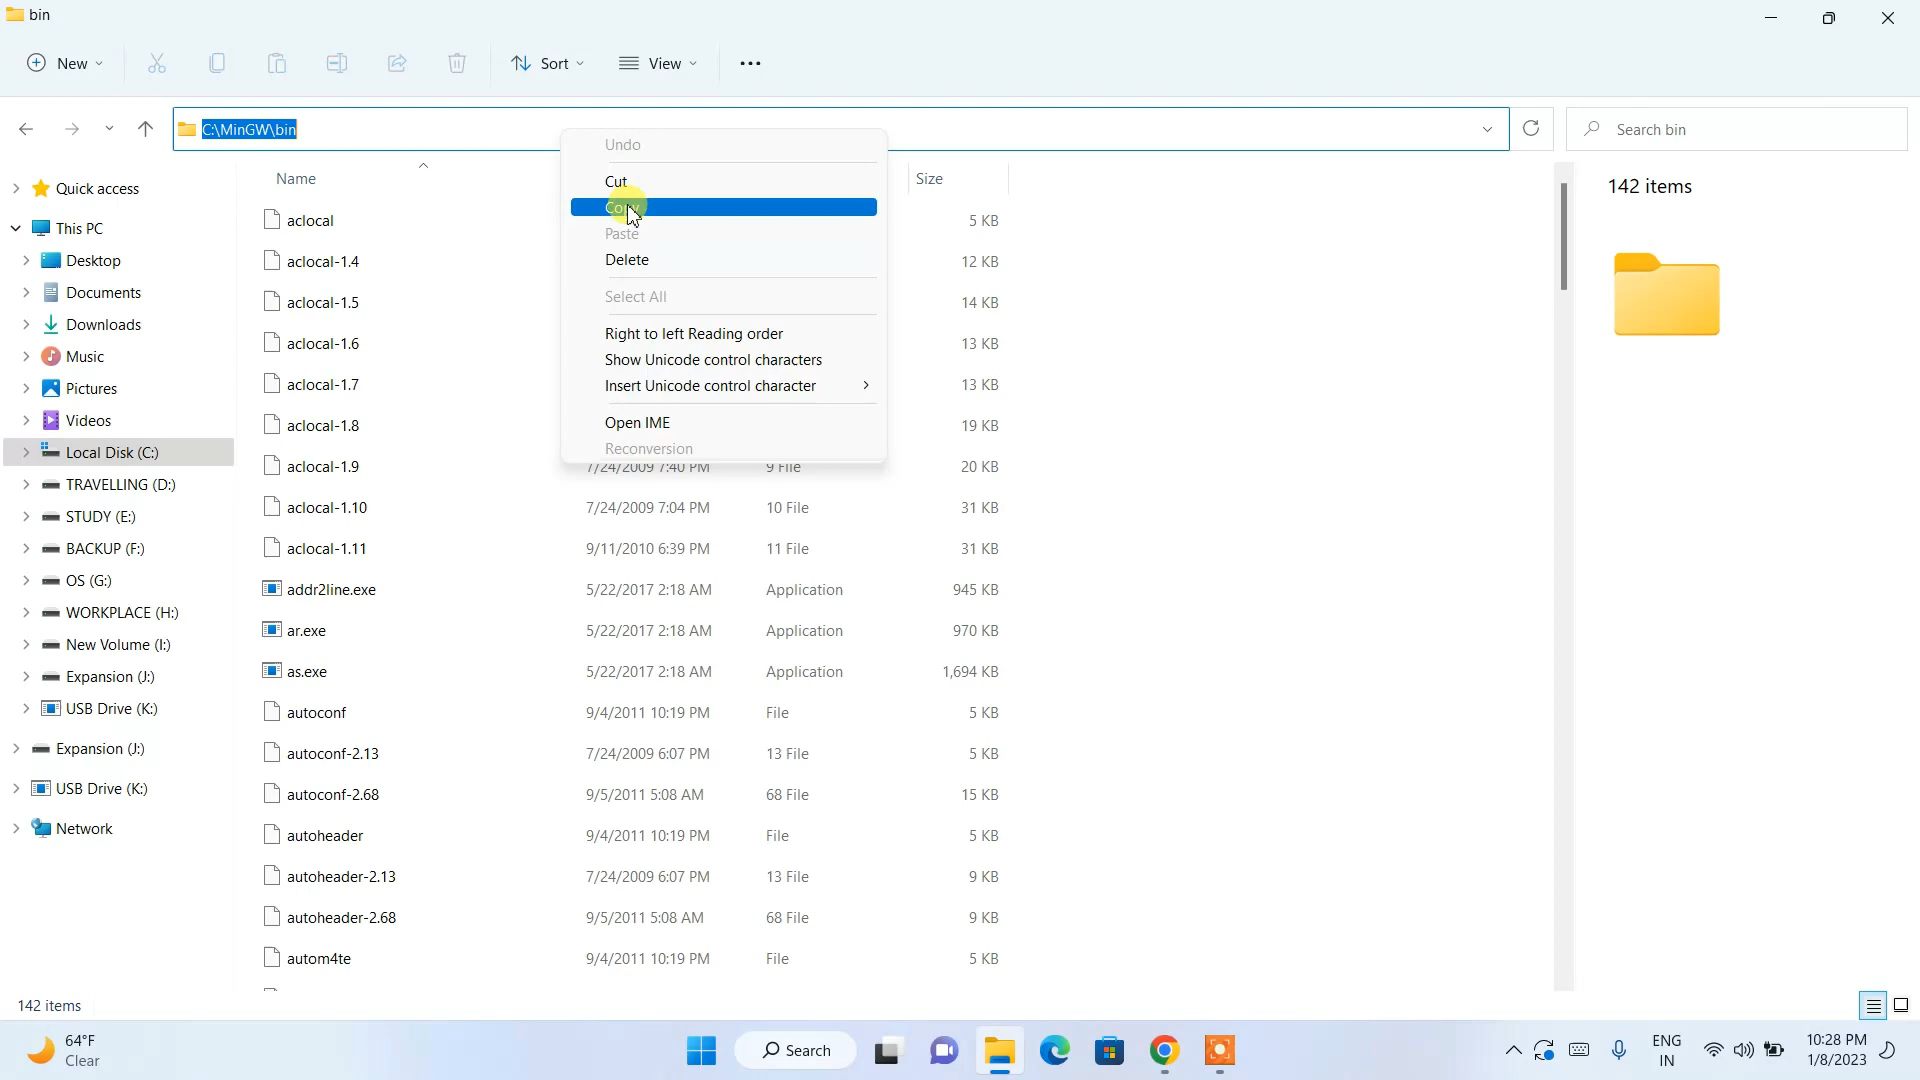 bin
New
Sort
View
C:\MinGW\bin
Search bin
Undo
Cut
Copy
Paste
Delete
Select All
Right to left Reading order
Show Unicode control characters
Insert Unicode control character
Open IME
Reconversion
Quick access
This PC
Desktop
Documents
Downloads
Music
Pictures
Videos
Local Disk (C:)
TRAVELLING (D:)
STUDY (E:)
BACKUP (F:)
OS (G:)
WORKPLACE (H:)
New Volume (I:)
Expansion (J:)
USB Drive (K:)
Expansion (J:)
USB Drive (K:)
Network
Name Size
aclocal 5 KB
aclocal-1.4 12 KB
aclocal-1.5 14 KB
aclocal-1.6 13 KB
aclocal-1.7 13 KB
aclocal-1.8 19 KB
aclocal-1.9 7/24/2009 7:40 PM 9 File 20 KB
aclocal-1.10 7/24/2009 7:04 PM 10 File 31 KB
aclocal-1.11 9/11/2010 6:39 PM 11 File 31 KB
addr2line.exe 5/22/2017 2:18 AM Application 945 KB
ar.exe 5/22/2017 2:18 AM Application 970 KB
as.exe 5/22/2017 2:18 AM Application 1,694 KB
autoconf 9/4/2011 10:19 PM File 5 KB
autoconf-2.13 7/24/2009 6:07 PM 13 File 5 KB
autoconf-2.68 9/5/2011 5:08 AM 68 File 15 KB
autoheader 9/4/2011 10:19 PM File 5 KB
autoheader-2.13 7/24/2009 6:07 PM 13 File 9 KB
autoheader-2.68 9/5/2011 5:08 AM 68 File 9 KB
autom4te 9/4/2011 10:19 PM File 5 KB
142 items
142 items
64°F
Clear
Search
ENG
IN
10:28 PM
1/8/2023